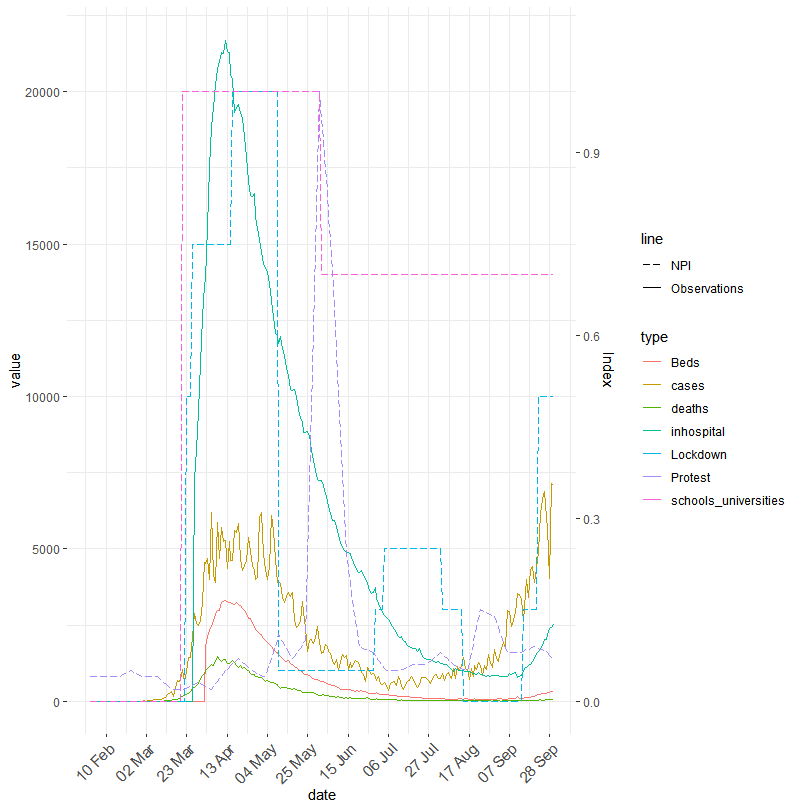 20000
15000
10000
5000
0
value
0.9
0.6
0.3
0.0
Index
10 Feb
02 Mar
23 Mar
13 Apr
04 May
25 May
15 Jun
06 Jul
27 Jul
17 Aug
07 Sep
28 Sep
date
line
NPI
Observations
type
Beds
cases
deaths
inhospital
Lockdown
Protest
schools_universities